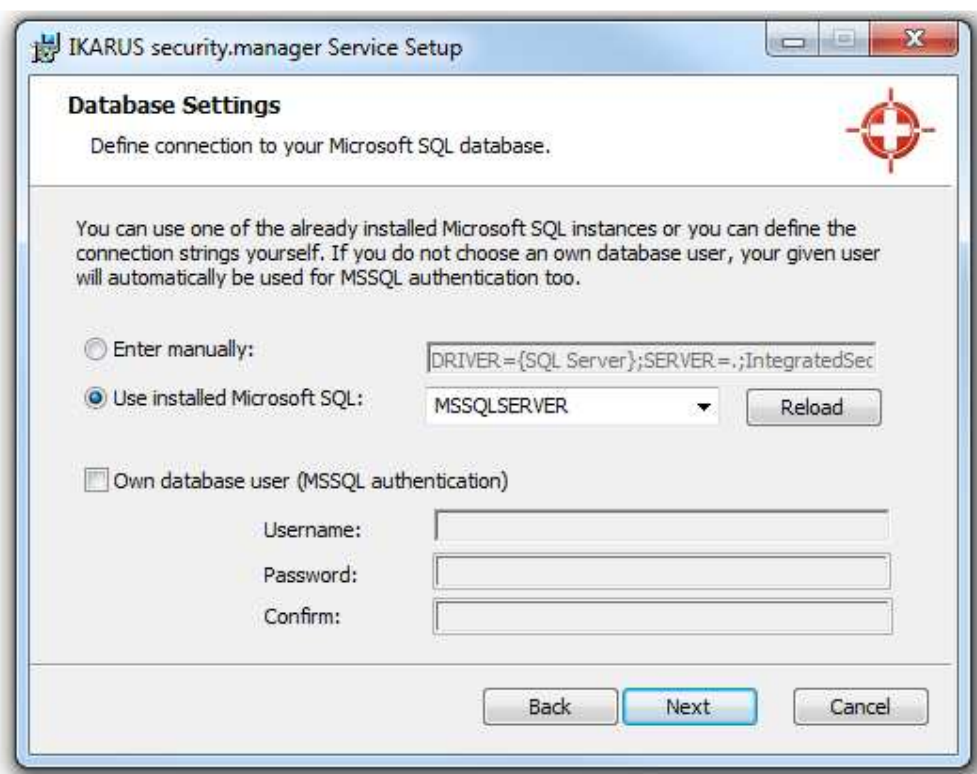 IKARUS security.manager Service Setup
Database Settings
Define connection to your Microsoft SQL database.
You can use one of the already installed Microsoft SQL instances or you can define the
connection strings yourself. If you do not choose an own database user, your given user
will automatically be used for MSSQL authentication too.
Enter manually: DRIVER={SQL Server};SERVER=.;IntegratedSec
Use installed Microsoft SQL: MSSQLSERVER Reload
Own database user (MSSQL authentication)
Username:
Password:
Confirm:
Back Next Cancel